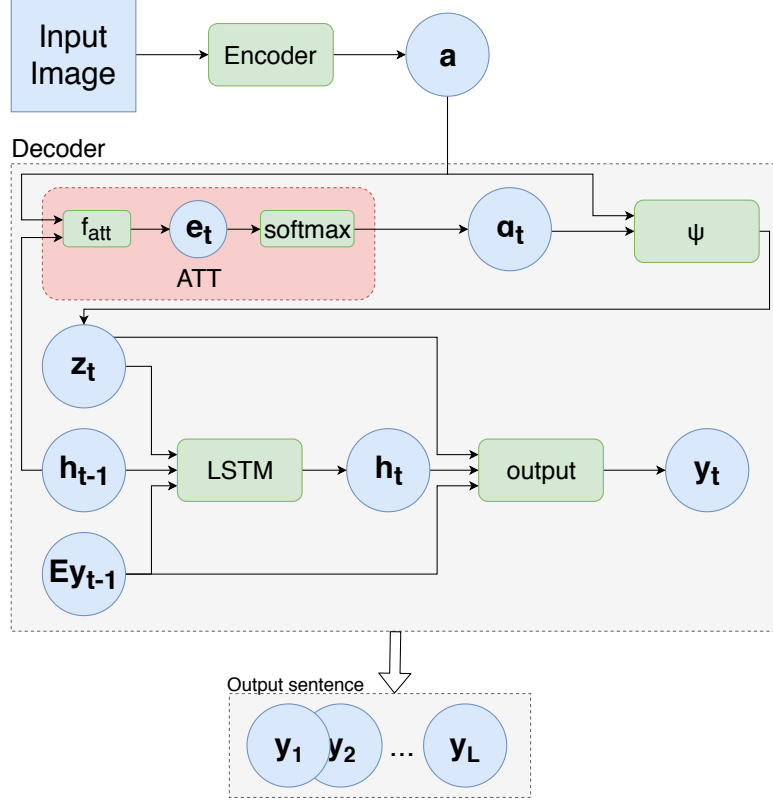 Input
Image
Encoder
a
Decoder
f_att
e_t
softmax
α_t
ψ
ATT
z_t
h_t-1
LSTM
h_t
output
y_t
Ey_t-1
Output sentence
y_1
y_2
...
y_L